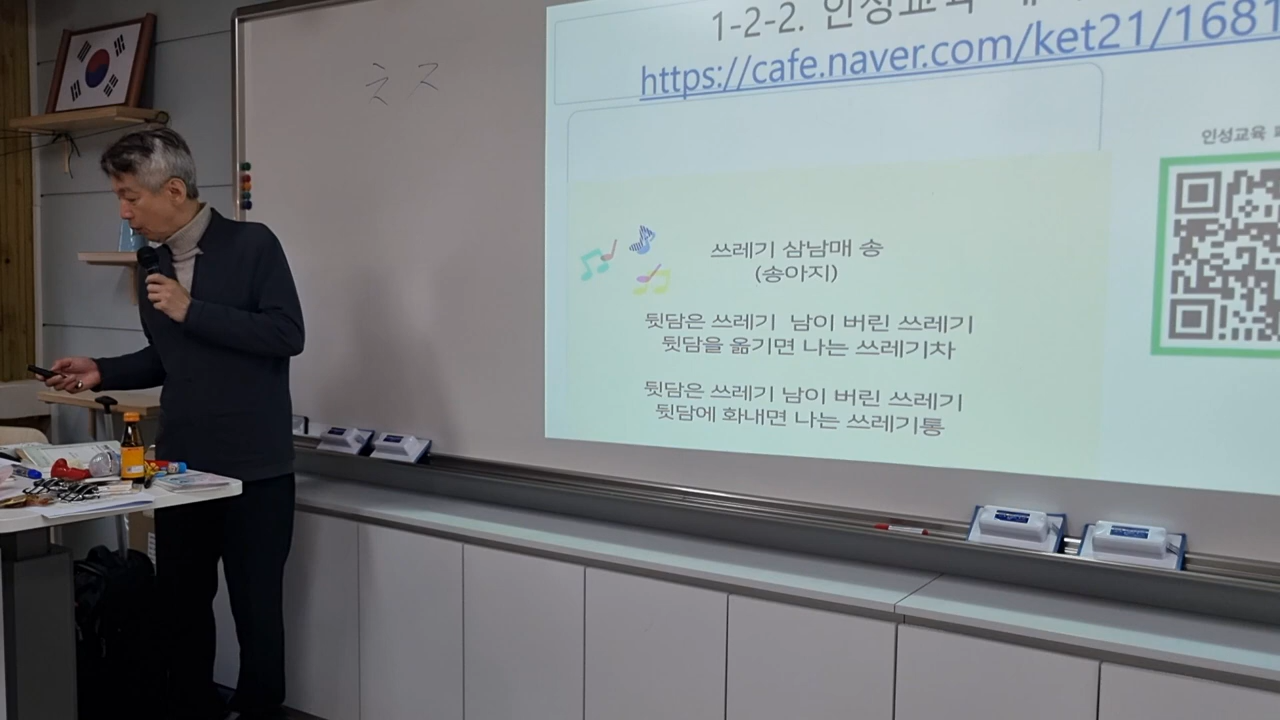 ㅊ ㅈ
1-2-2. 인성교육
https://cafe.naver.com/ket21/1681
인성교육
쓰레기 삼남매 송
(송아지)
뒷담은 쓰레기 남이 버린 쓰레기
뒷담을 옮기면 나는 쓰레기차
뒷담은 쓰레기 남이 버린 쓰레기
뒷담에 화내면 나는 쓰레기통